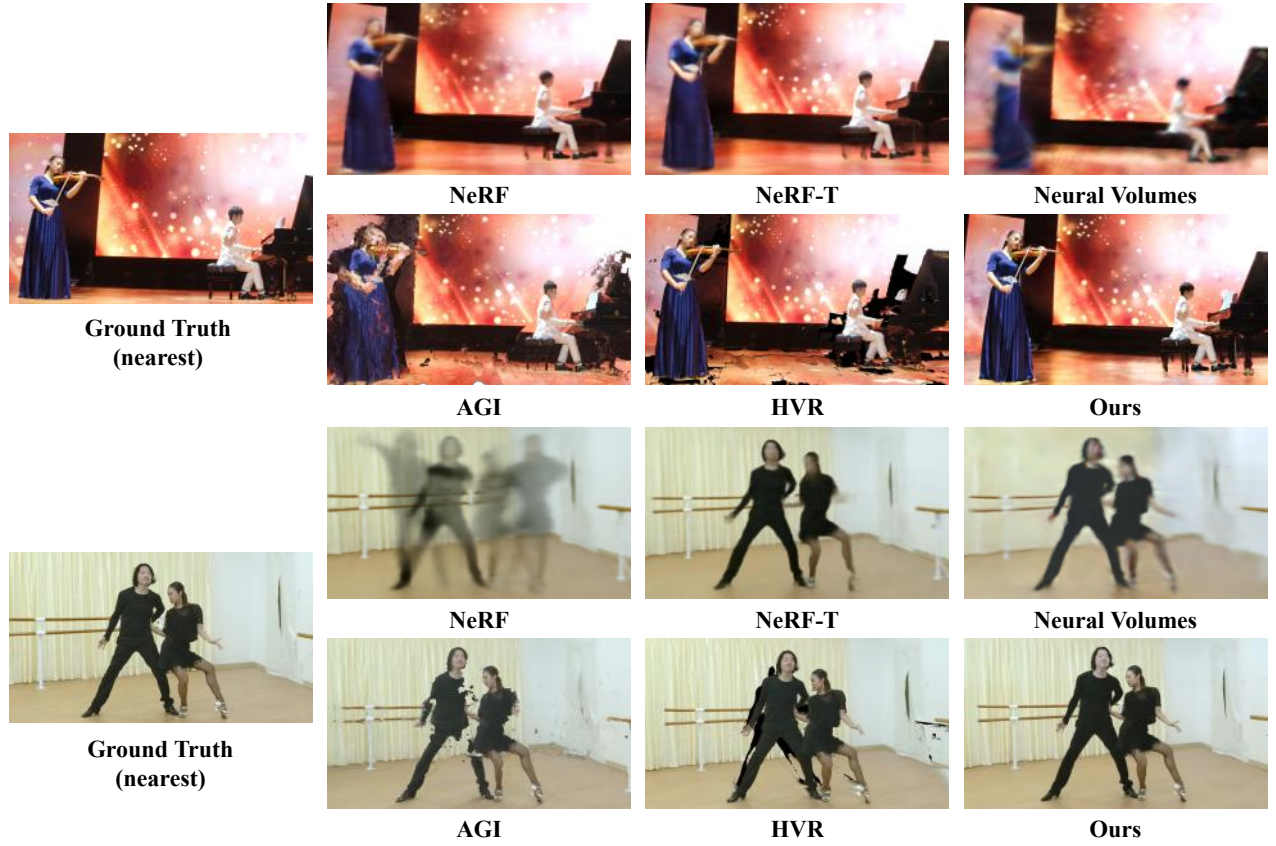 NeRF
NeRF-T
Neural Volumes
Ground Truth
(nearest)
AGI
HVR
Ours
NeRF
NeRF-T
Neural Volumes
Ground Truth
(nearest)
AGI
HVR
Ours